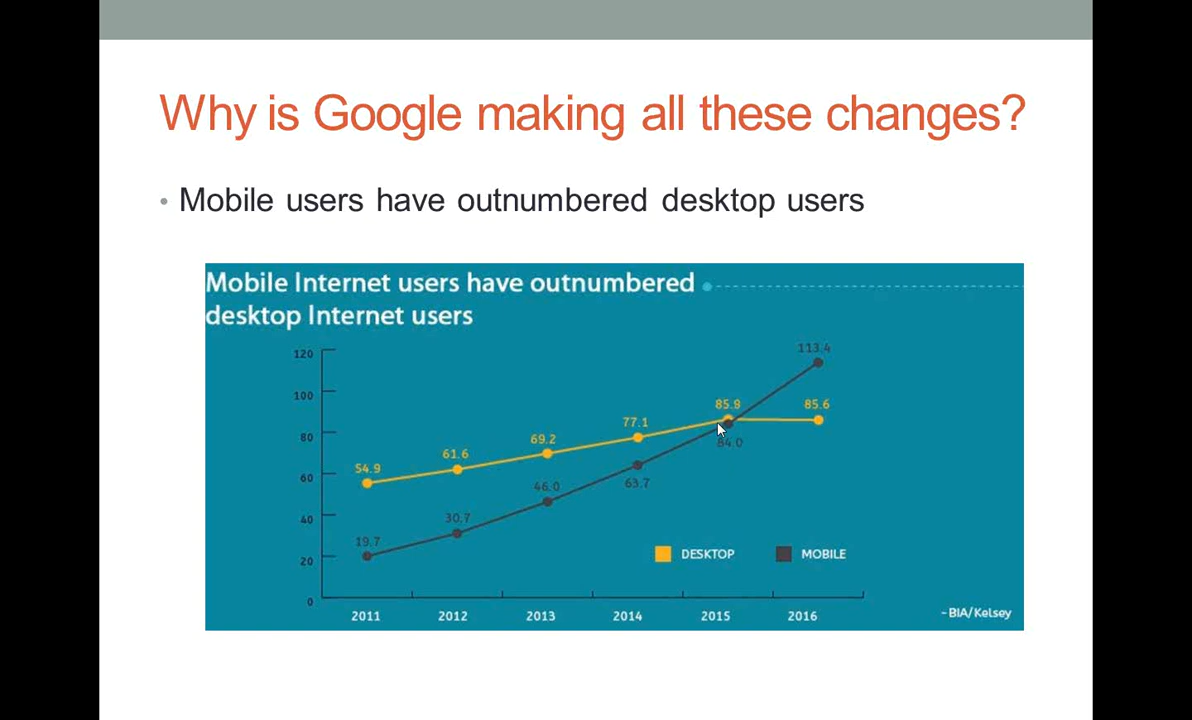 Why is Google making all these changes?
• Mobile users have outnumbered desktop users
Mobile Internet users have outnumbered
desktop Internet users
120
100
80
60
40
20
0
113.4
85.8
85.6
84.0
77.1
69.2
63.7
61.6
54.9
46.0
30.7
19.7
DESKTOP
MOBILE
2011 2012 2013 2014 2015 2016
~BIA/Kelsey